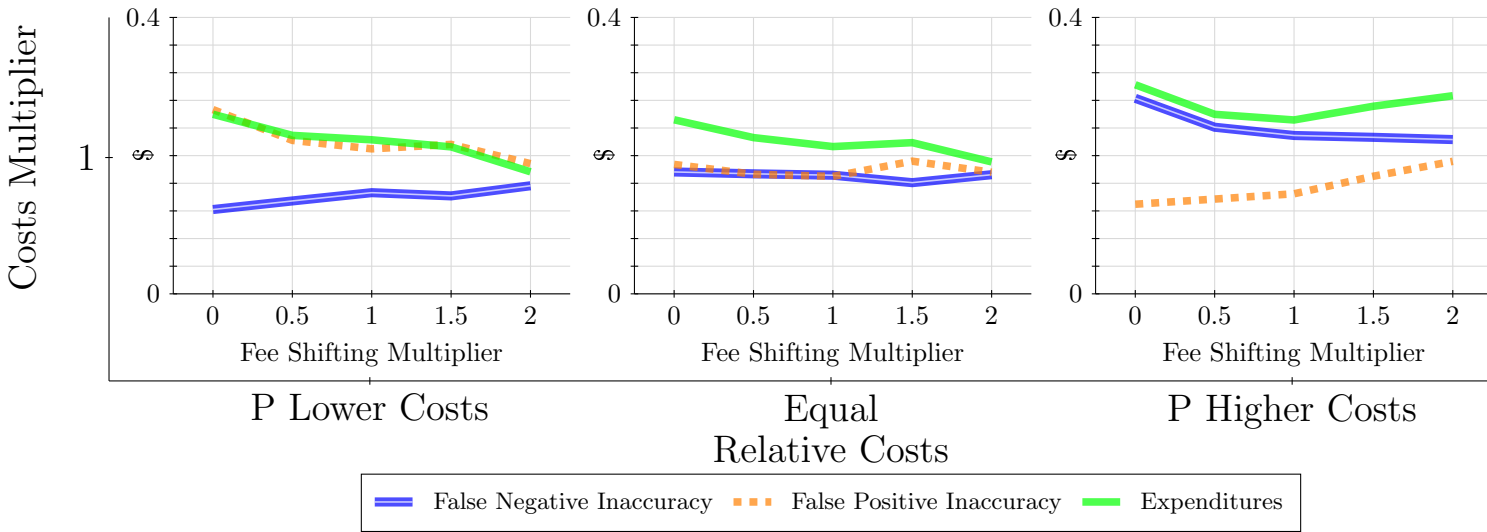 Costs Multiplier
1
0.4
$
0
0 0.5 1 1.5 2
Fee Shifting Multiplier
0.4
$
0
0 0.5 1 1.5 2
Fee Shifting Multiplier
0.4
$
0
0 0.5 1 1.5 2
Fee Shifting Multiplier
P Lower Costs
Equal
P Higher Costs
Relative Costs
False Negative Inaccuracy False Positive Inaccuracy Expenditures